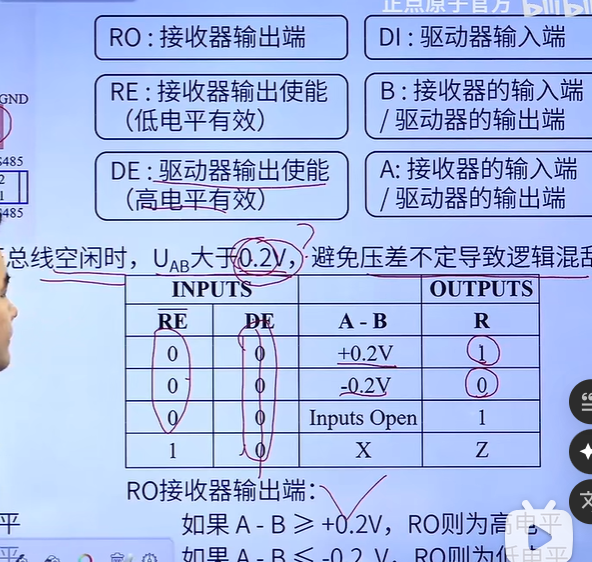 正点原子官方 bilibili
RO : 接收器输出端
DI : 驱动器输入端
GND
RE : 接收器输出使能
（低电平有效）
B : 接收器的输入端
/ 驱动器的输出端
S485
2
1
485
DE : 驱动器输出使能
（高电平有效）
A: 接收器的输入端
/ 驱动器的输出端
总线空闲时，UAB大于0.2V，避免压差不定导致逻辑混乱
?
INPUTS OUTPUTS
RE DE A - B R
0 0 +0.2V 1
0 0 -0.2V 0
0 0 Inputs Open 1
1 0 X Z
RO接收器输出端：
平 如果 A - B ≥ +0.2V，RO则为高电平
平 如果 A - B ≤ -0.2 V，RO则为低电平
文